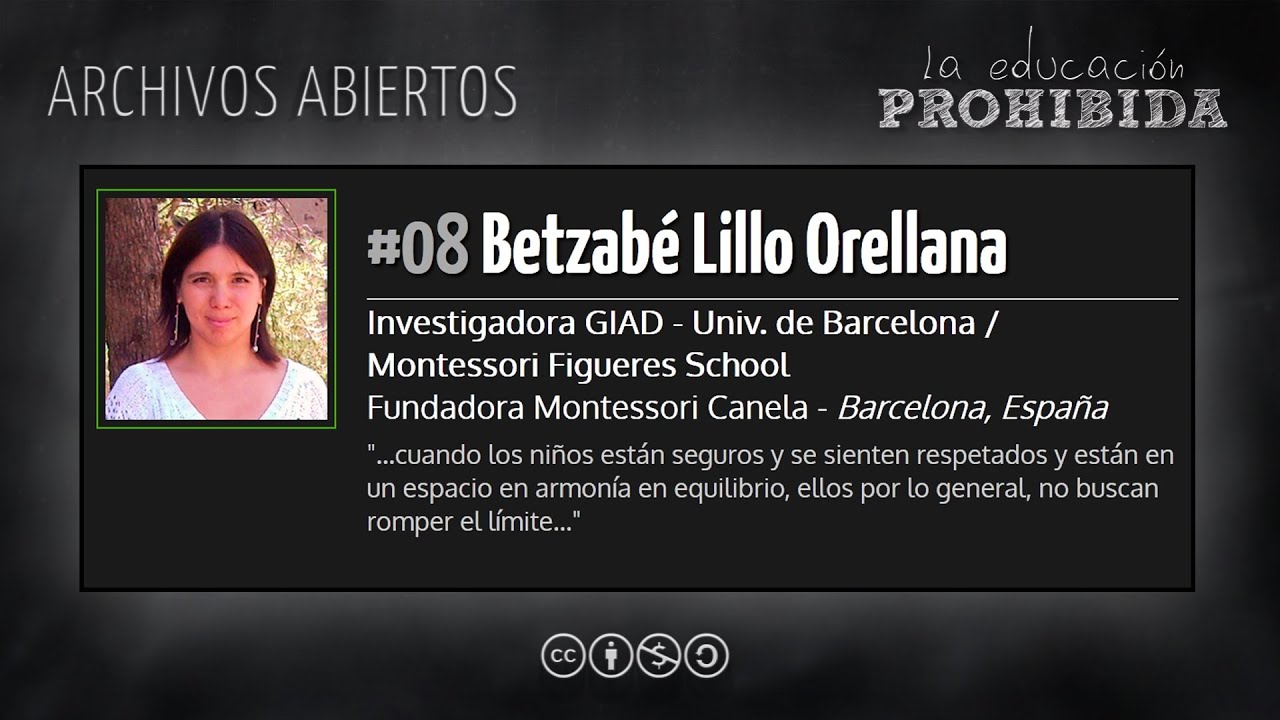 ARCHIVOS ABIERTOS
la educación
PROHIBIDA
#08 Betzabé Lillo Orellana
Investigadora GIAD - Univ. de Barcelona /
Montessori Figueres School
Fundadora Montessori Canela - Barcelona, España
"...cuando los niños están seguros y se sienten respetados y están en
un espacio en armonía en equilibrio, ellos por lo general, no buscan
romper el límite..."
cc